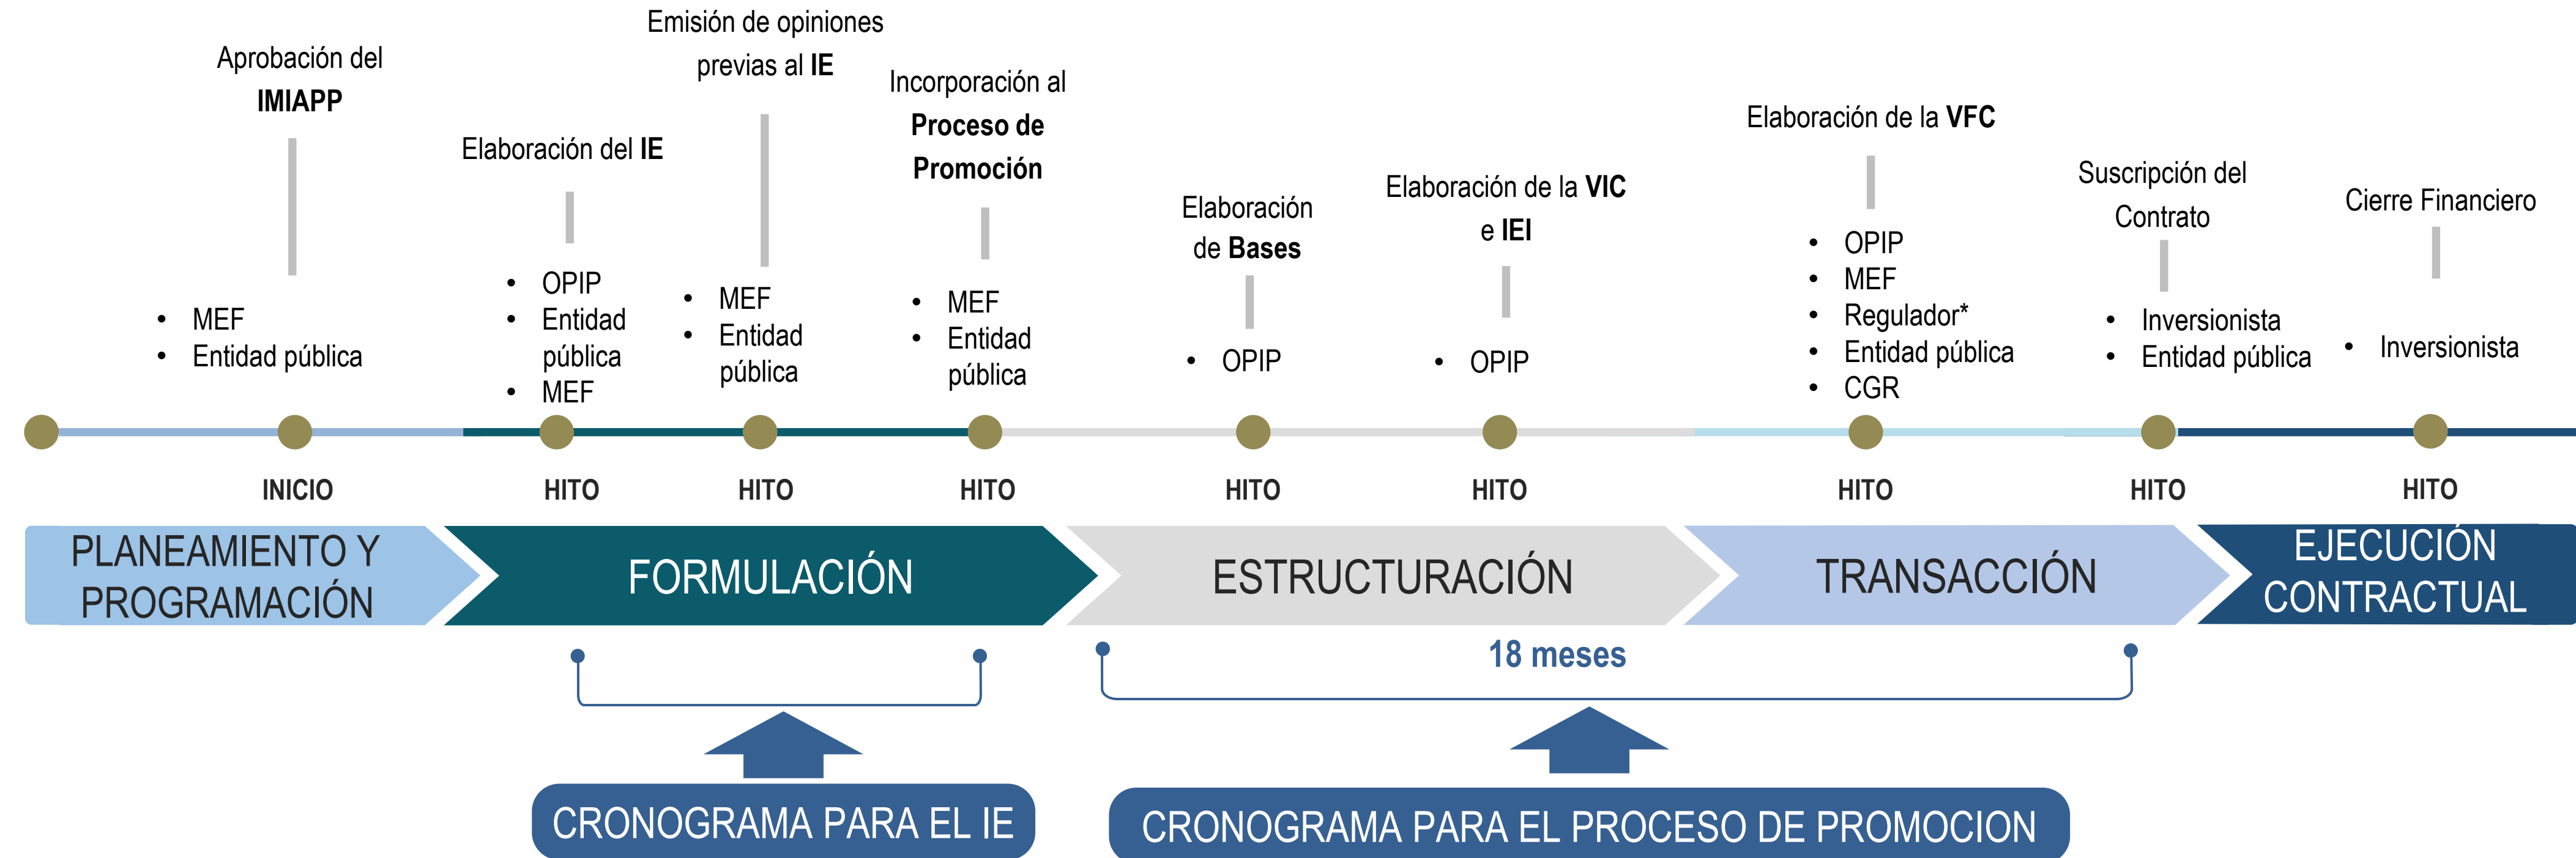 Aprobación del
IMIAPP
• MEF
• Entidad pública
Elaboración del IE
• OPIP
• Entidad
pública
• MEF
Emisión de opiniones
previas al IE
• MEF
• Entidad
pública
Incorporación al
Proceso de
Promoción
• MEF
• Entidad
pública
Elaboración
de Bases
• OPIP
Elaboración de la VIC
e IEI
• OPIP
Elaboración de la VFC
• OPIP
• MEF
• Regulador*
• Entidad pública
• CGR
Suscripción del
Contrato
• Inversionista
• Entidad pública
Cierre Financiero
• Inversionista
INICIO
HITO
HITO
HITO
HITO
HITO
HITO
HITO
HITO
PLANEAMIENTO Y
PROGRAMACIÓN
FORMULACIÓN
ESTRUCTURACIÓN
TRANSACCIÓN
EJECUCIÓN
CONTRACTUAL
18 meses
CRONOGRAMA PARA EL IE
CRONOGRAMA PARA EL PROCESO DE PROMOCION